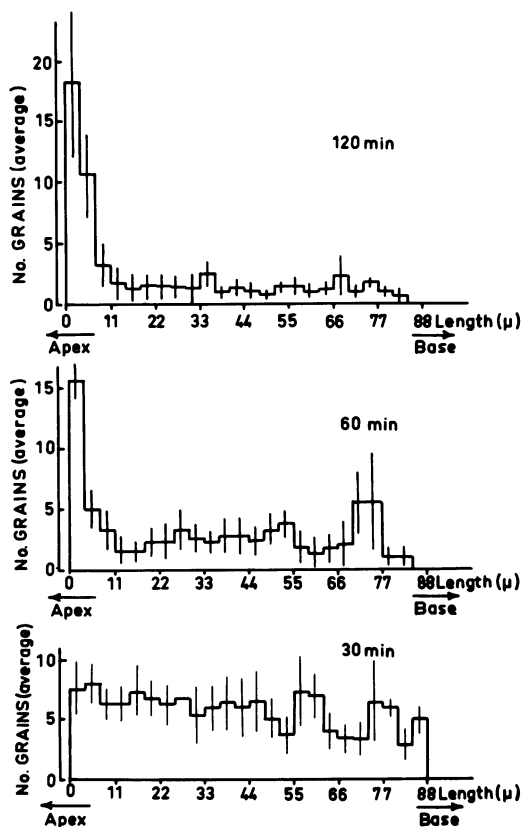 No. GRAINS (average)
20
15
10
5
0
120 min
0 11 22 33 44 55 66 77 88 Length (μ)
Apex Base
No. GRAINS (average)
15
10
5
0
60 min
0 11 22 33 44 55 66 77 88 Length (μ)
Apex Base
No. GRAINS (average)
10
5
0
30 min
0 11 22 33 44 55 66 77 88 Length (μ)
Apex Base